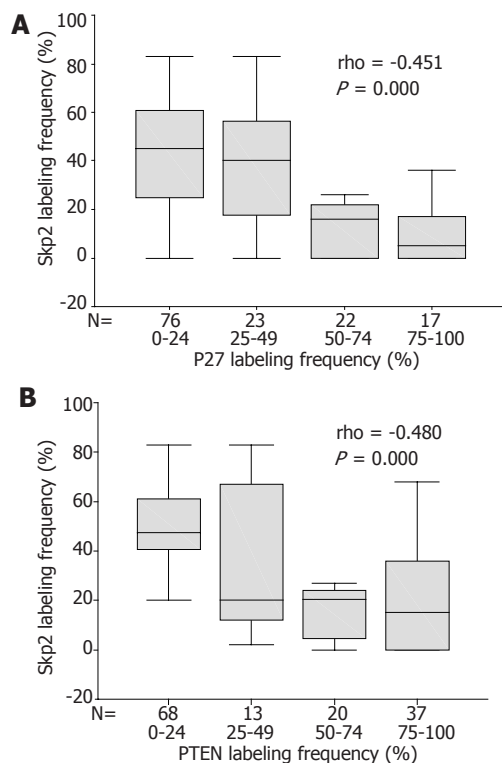 A
100
80
60
40
20
0
-20
Skp2 labeling frequency (%)
rho = -0.451
P = 0.000
N= 76 23 22 17
0-24 25-49 50-74 75-100
P27 labeling frequency (%)
B
100
80
60
40
20
0
-20
Skp2 labeling frequency (%)
rho = -0.480
P = 0.000
N= 68 13 20 37
0-24 25-49 50-74 75-100
PTEN labeling frequency (%)